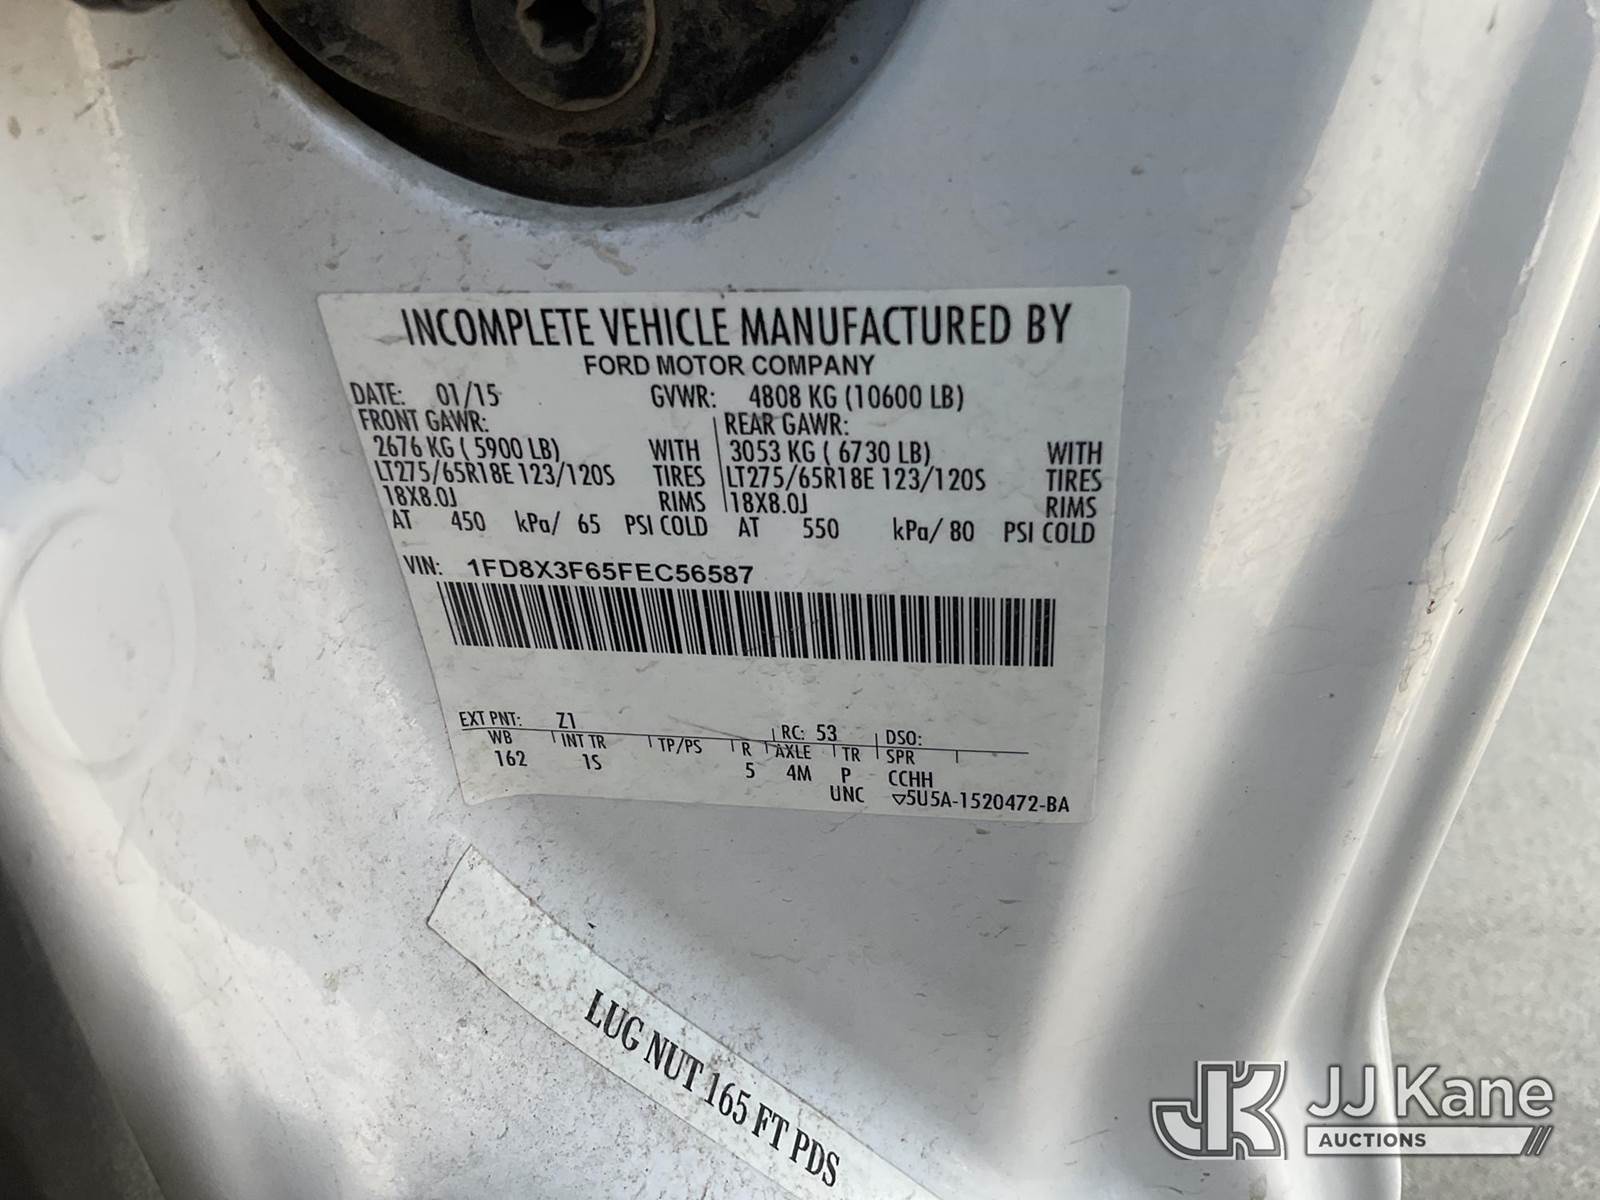 INCOMPLETE VEHICLE MANUFACTURED BY
FORD MOTOR COMPANY
DATE: 01/15 GVWR: 4808 KG (10600 LB)
FRONT GAWR: REAR GAWR:
2676 KG ( 5900 LB) WITH 3053 KG ( 6730 LB) WITH
LT275/65R18E 123/120S TIRES LT275/65R18E 123/120S TIRES
18X8.0J RIMS 18X8.0J RIMS
AT 450 kPa/ 65 PSI COLD AT 550 kPa/ 80 PSI COLD
VIN: 1FD8X3F65FEC56587
EXT PNT: Z1 RC: 53 DSO:
WB INT TR TP/PS R AXLE TR SPR
162 1S 5 4M P CCHH
UNC ▽5U5A-1520472-BA
LUG NUT 165 FT PDS
JK JJ Kane
AUCTIONS